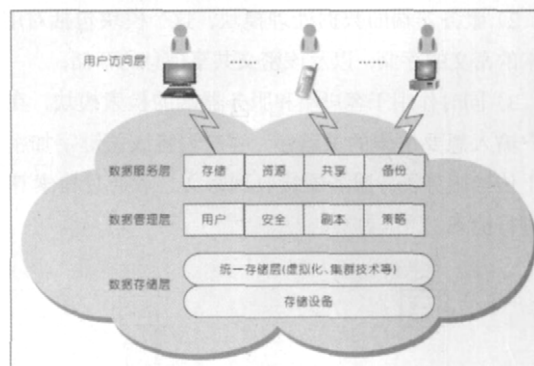 …… ……
用户访问层
数据服务层 存储 资源 共享 备份
数据管理层 用户 安全 副本 策略
统一存储层(虚拟化、集群技术等)
数据存储层
存储设备